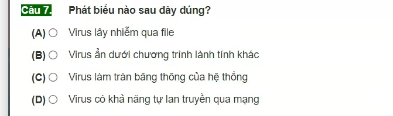 Câu 7. Phát biểu nào sau đây đúng?
(A) Virus lây nhiễm qua file
(B) Virus ẩn dưới chương trình lành tính khác
(C) Virus làm tràn băng thông của hệ thống
(D) Virus có khả năng tự lan truyền qua mạng